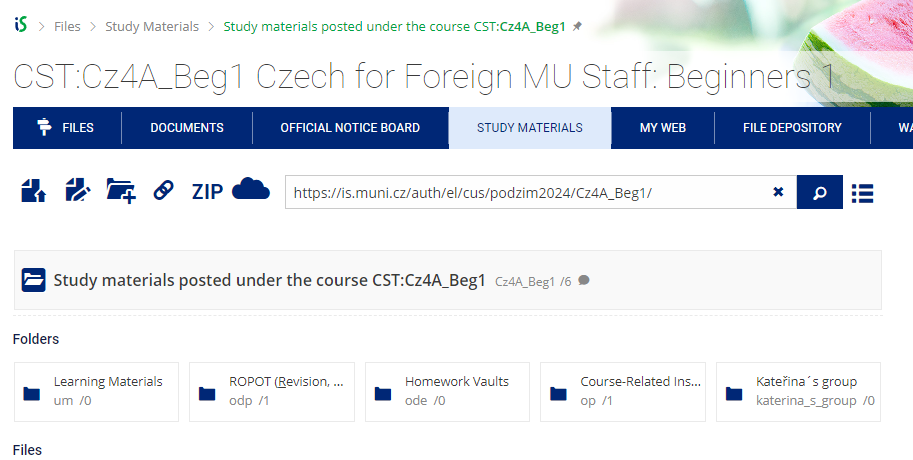 is Files Study Materials Study materials posted under the course CST:Cz4A_Beg1
CST:Cz4A_Beg1 Czech for Foreign MU Staff: Beginners 1
FILES DOCUMENTS OFFICIAL NOTICE BOARD STUDY MATERIALS MY WEB FILE DEPOSITORY WA
ZIP https://is.muni.cz/auth/el/cus/podzim2024/Cz4A_Beg1/
Study materials posted under the course CST:Cz4A_Beg1 Cz4A_Beg1 /6
Folders
Learning Materials
um /0
ROPOT (Revision, ...
odp /1
Homework Vaults
ode /0
Course-Related Ins...
op /1
Kateřina´s group
katerina_s_group /0
Files